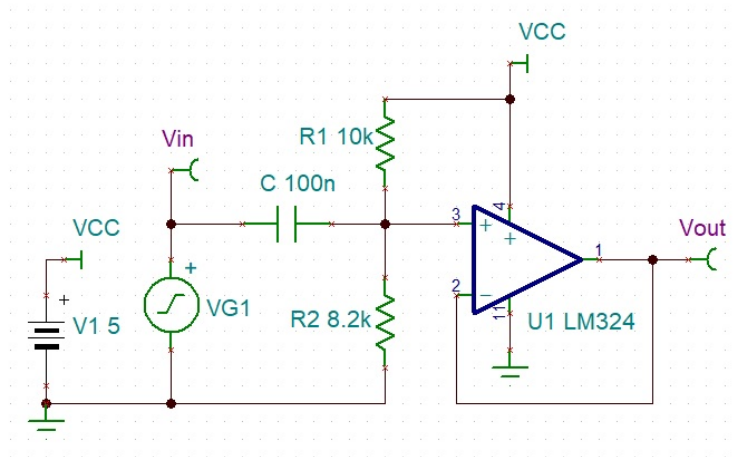 VCC
R1 10k
Vin
C 100n
VCC
3
+
4
+
1
Vout
+
V1 5
+
VG1
R2 8.2k
2
-
11
U1 LM324